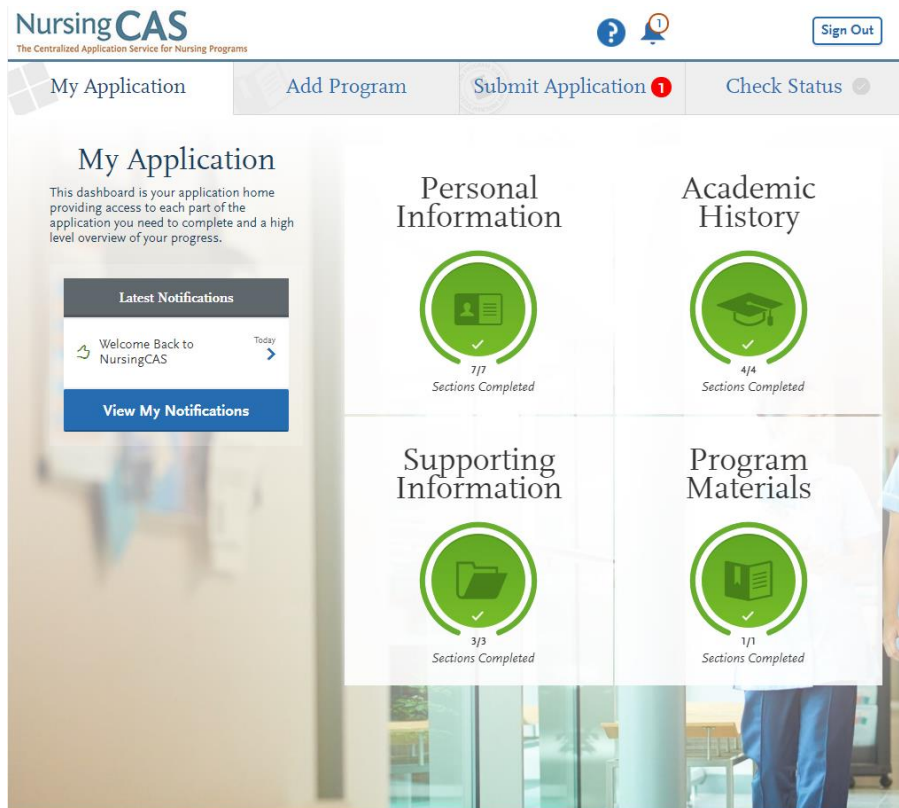 NursingCAS
The Centralized Application Service for Nursing Programs
?
1
Sign Out
My Application
Add Program
Submit Application 1
Check Status
My Application
This dashboard is your application home
providing access to each part of the
application you need to complete and a high
level overview of your progress.
Latest Notifications
Welcome Back to
NursingCAS
Today
View My Notifications
Personal
Information
7/7
Sections Completed
Academic
History
4/4
Sections Completed
Supporting
Information
3/3
Sections Completed
Program
Materials
1/1
Sections Completed